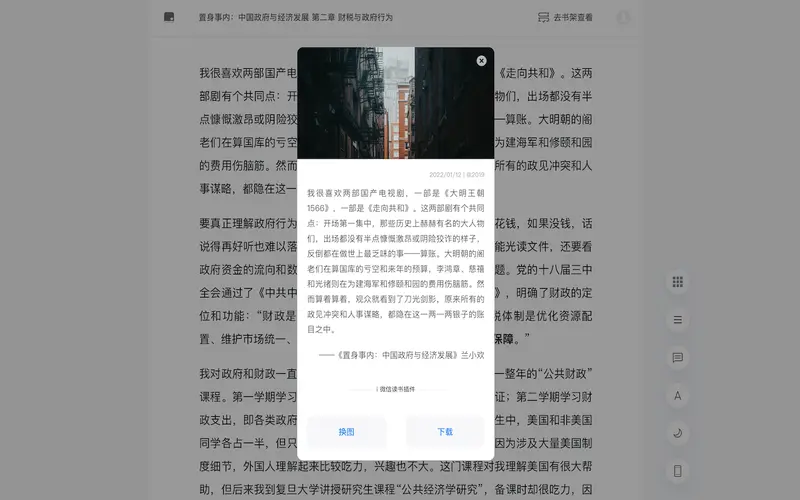 置身事内：中国政府与经济发展 第二章 财税与政府行为
去书架查看
我很喜欢两部国产电
《走向共和》。这两
部剧有个共同点：开
物们，出场都没有半
点慷慨激昂或阴险狡
—算账。大明朝的阁
老们在算国库的亏空
为建海军和修颐和园
的费用伤脑筋。然而
所有的政见冲突和人
事谋略，都隐在这一
要真正理解政府行为
花钱，如果没钱，话
说得再好听也难以落
能光读文件，还要看
政府资金的流向和数
题。党的十八届三中
全会通过了《中共中
》，明确了财政的定
位和功能：“财政是
税体制是优化资源配
置、维护市场统一、
保障。”
我对政府和财政一直
一整年的“公共财政”
课程。第一学期学习
证；第二学期学习财
政支出，即各类政府
生中，美国和非美国
同学各占一半，但只
因为涉及大量美国制
度细节，外国人理解起来比较吃力，兴趣也不大。这门课程对我理解美国有很大帮
助，但后来我到复旦大学讲授研究生课程“公共经济学研究”，备课时却很吃力，因
2022/01/12 | @2019
我很喜欢两部国产电视剧，一部是《大明王朝
1566》，一部是《走向共和》。这两部剧有个共同
点：开场第一集中，那些历史上赫赫有名的大人物
们，出场都没有半点慷慨激昂或阴险狡诈的样子，
反倒都在做世上最乏味的事——算账。大明朝的阁
老们在算国库的亏空和来年的预算，李鸿章、慈禧
和光绪则在为建海军和修颐和园的费用伤脑筋。然
而算着算着，观众就看到了刀光剑影，原来所有的
政见冲突和人事谋略，都隐在这一两一两银子的账
目之中。
——《置身事内：中国政府与经济发展》兰小欢
微信读书插件
换图
下载
A